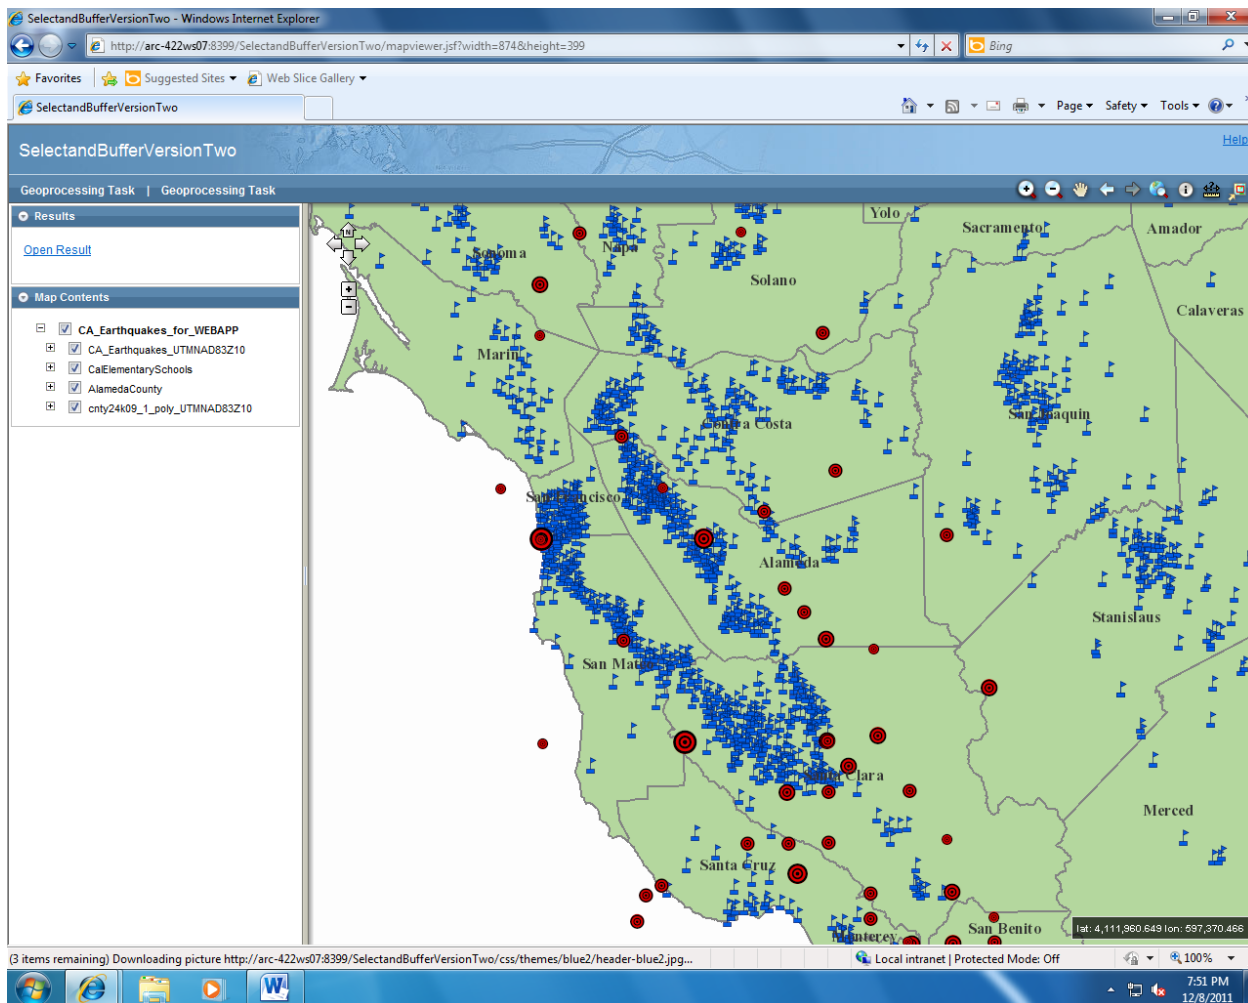 SelectandBufferVersionTwo - Windows Internet Explorer
http://arc-422ws07:8399/SelectandBufferVersionTwo/mapviewer.jsf?width=874&height=399
Bing
Favorites
Suggested Sites
Web Slice Gallery
SelectandBufferVersionTwo
Page
Safety
Tools
SelectandBufferVersionTwo
Help
Geoprocessing Task | Geoprocessing Task
Results
Open Result
Map Contents
CA_Earthquakes_for_WEBAPP
CA_Earthquakes_UTMNAD83Z10
CalElementarySchools
AlamedaCounty
cnty24k09_1_poly_UTMNAD83Z10
N
Yolo
Sacramento
Amador
Sonoma
Napa
Solano
Calaveras
Marin
San Joaquin
Contra Costa
San Francisco
Alameda
Stanislaus
San Mateo
Santa Clara
Merced
Santa Cruz
Monterey
San Benito
lat: 4,111,960.649 lon: 597,370.466
(3 items remaining) Downloading picture http://arc-422ws07:8399/SelectandBufferVersionTwo/css/themes/blue2/header-blue2.jpg...
Local intranet | Protected Mode: Off
100%
7:51 PM
12/8/2011